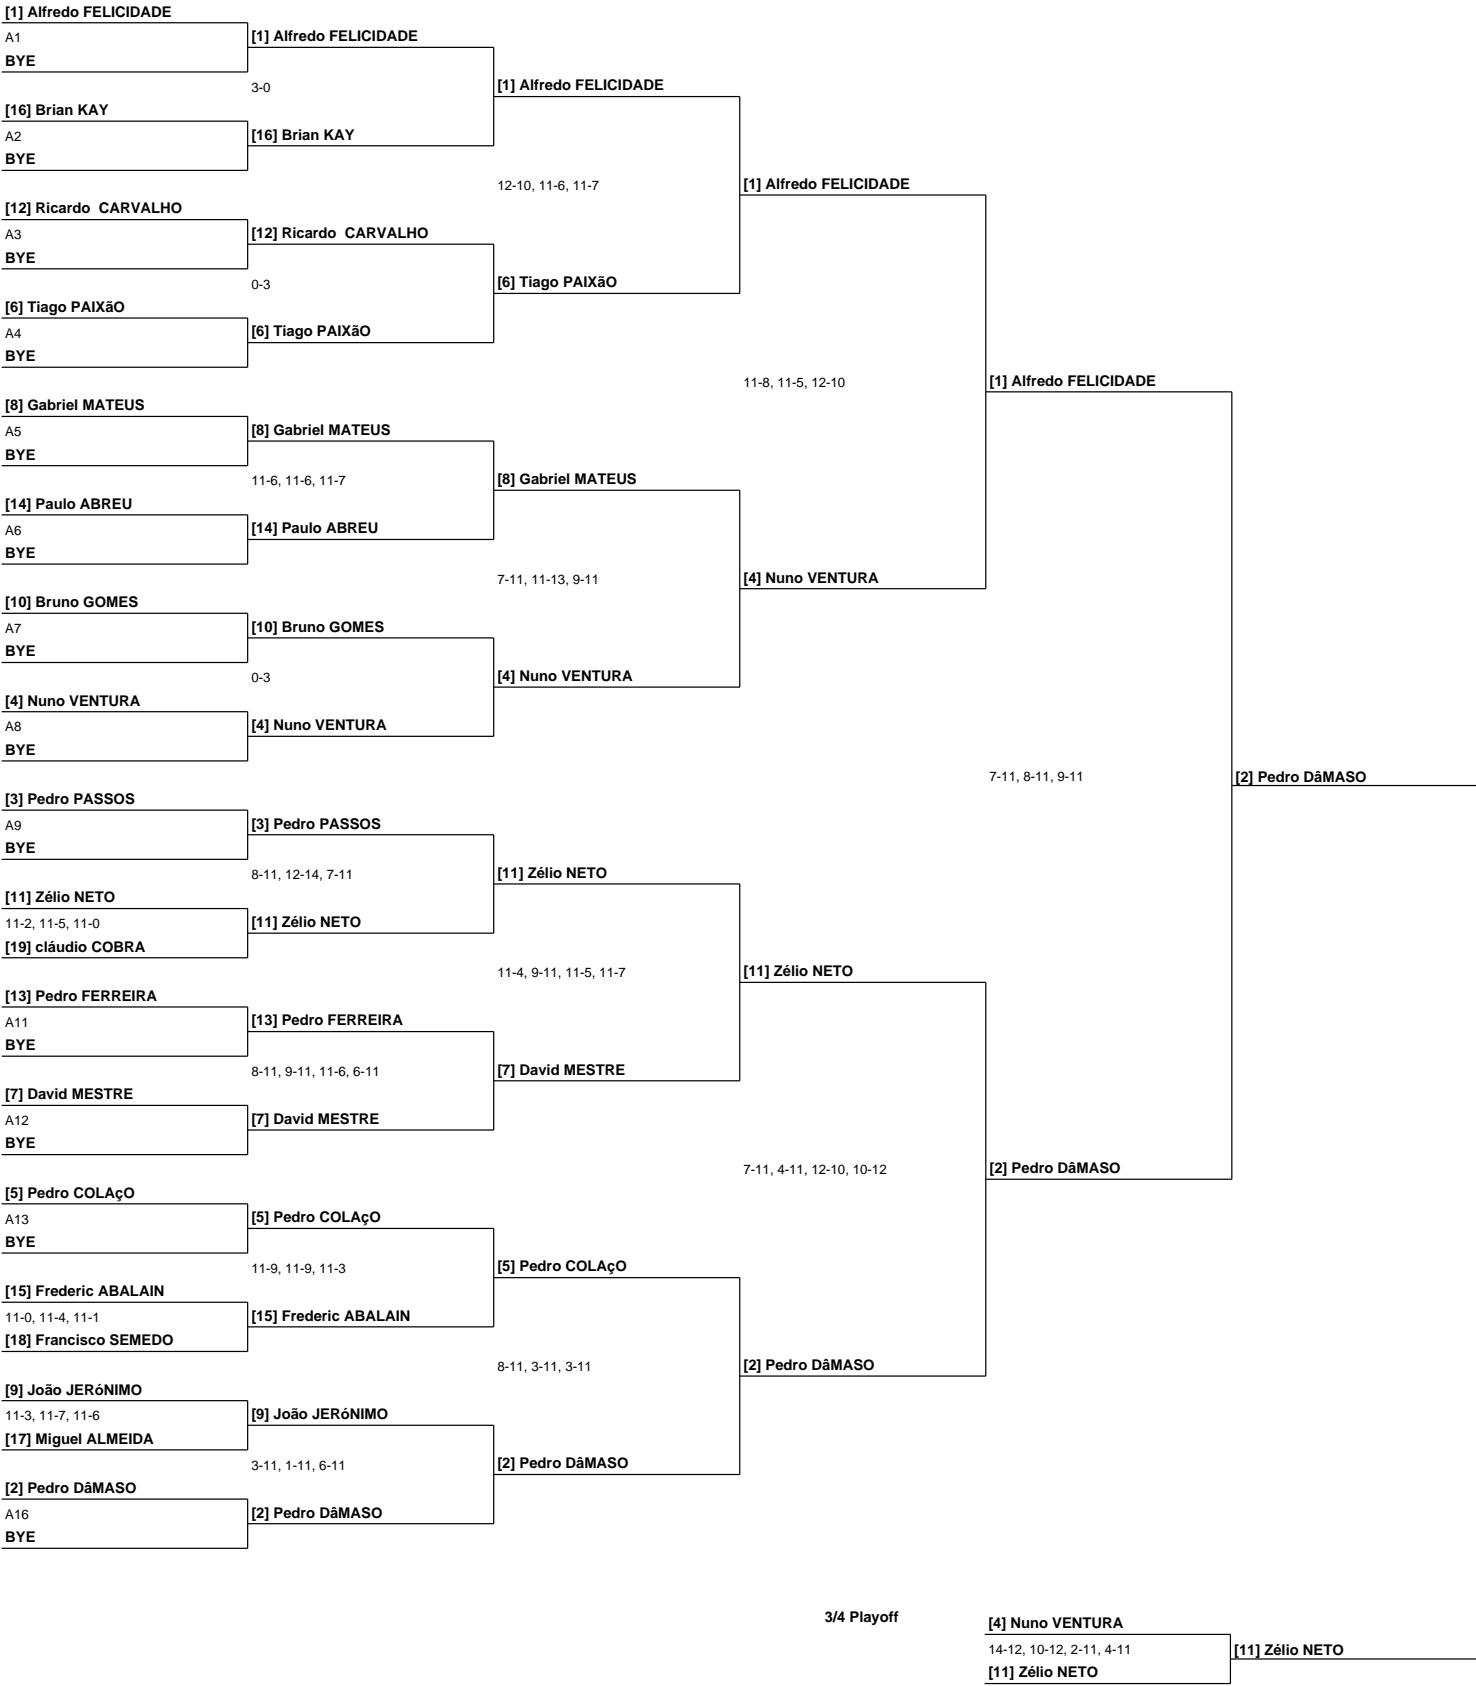 [1] Alfredo FELICIDADE
A1
BYE
[1] Alfredo FELICIDADE
3-0
[1] Alfredo FELICIDADE
[16] Brian KAY
A2
BYE
[16] Brian KAY
12-10, 11-6, 11-7
[1] Alfredo FELICIDADE
[12] Ricardo  CARVALHO
A3
BYE
[12] Ricardo  CARVALHO
0-3
[6] Tiago PAIXãO
[6] Tiago PAIXãO
A4
BYE
[6] Tiago PAIXãO
11-8, 11-5, 12-10
[1] Alfredo FELICIDADE
[8] Gabriel MATEUS
A5
BYE
[8] Gabriel MATEUS
11-6, 11-6, 11-7
[8] Gabriel MATEUS
[14] Paulo ABREU
A6
BYE
[14] Paulo ABREU
7-11, 11-13, 9-11
[4] Nuno VENTURA
[10] Bruno GOMES
A7
BYE
[10] Bruno GOMES
0-3
[4] Nuno VENTURA
[4] Nuno VENTURA
A8
BYE
[4] Nuno VENTURA
7-11, 8-11, 9-11
[2] Pedro DâMASO
[3] Pedro PASSOS
A9
BYE
[3] Pedro PASSOS
8-11, 12-14, 7-11
[11] Zélio NETO
[11] Zélio NETO
11-2, 11-5, 11-0
[19] cláudio COBRA
[11] Zélio NETO
11-4, 9-11, 11-5, 11-7
[11] Zélio NETO
[13] Pedro FERREIRA
A11
BYE
[13] Pedro FERREIRA
8-11, 9-11, 11-6, 6-11
[7] David MESTRE
[7] David MESTRE
A12
BYE
[7] David MESTRE
7-11, 4-11, 12-10, 10-12
[2] Pedro DâMASO
[5] Pedro COLAçO
A13
BYE
[5] Pedro COLAçO
11-9, 11-9, 11-3
[5] Pedro COLAçO
[15] Frederic ABALAIN
11-0, 11-4, 11-1
[18] Francisco SEMEDO
[15] Frederic ABALAIN
8-11, 3-11, 3-11
[2] Pedro DâMASO
[9] João JERóNIMO
11-3, 11-7, 11-6
[17] Miguel ALMEIDA
[9] João JERóNIMO
3-11, 1-11, 6-11
[2] Pedro DâMASO
[2] Pedro DâMASO
A16
BYE
[2] Pedro DâMASO
3/4 Playoff
[4] Nuno VENTURA
14-12, 10-12, 2-11, 4-11
[11] Zélio NETO
[11] Zélio NETO